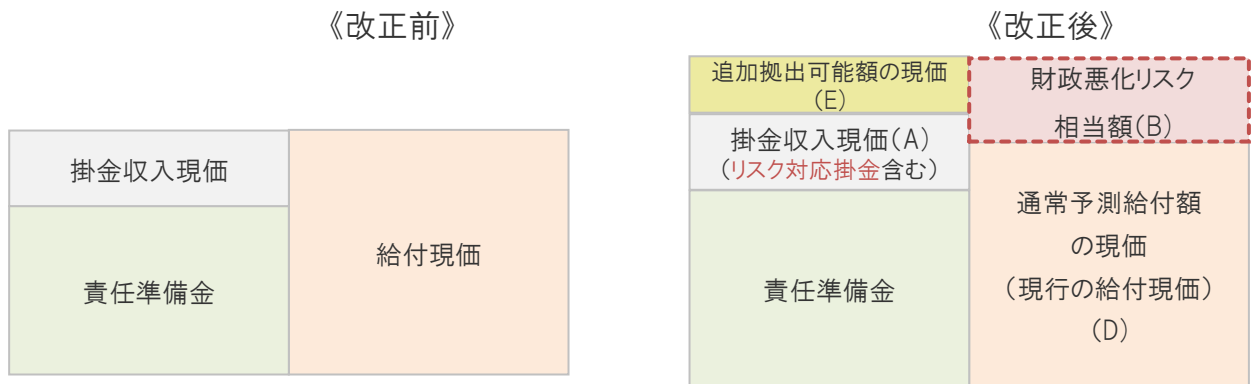 《改正前》
掛金収入現価
責任準備金
給付現価
《改正後》
追加拠出可能額の現価
(E)
掛金収入現価(A)
(リスク対応掛金含む)
責任準備金
財政悪化リスク
相当額(B)
通常予測給付額
の現価
(現行の給付現価)
(D)